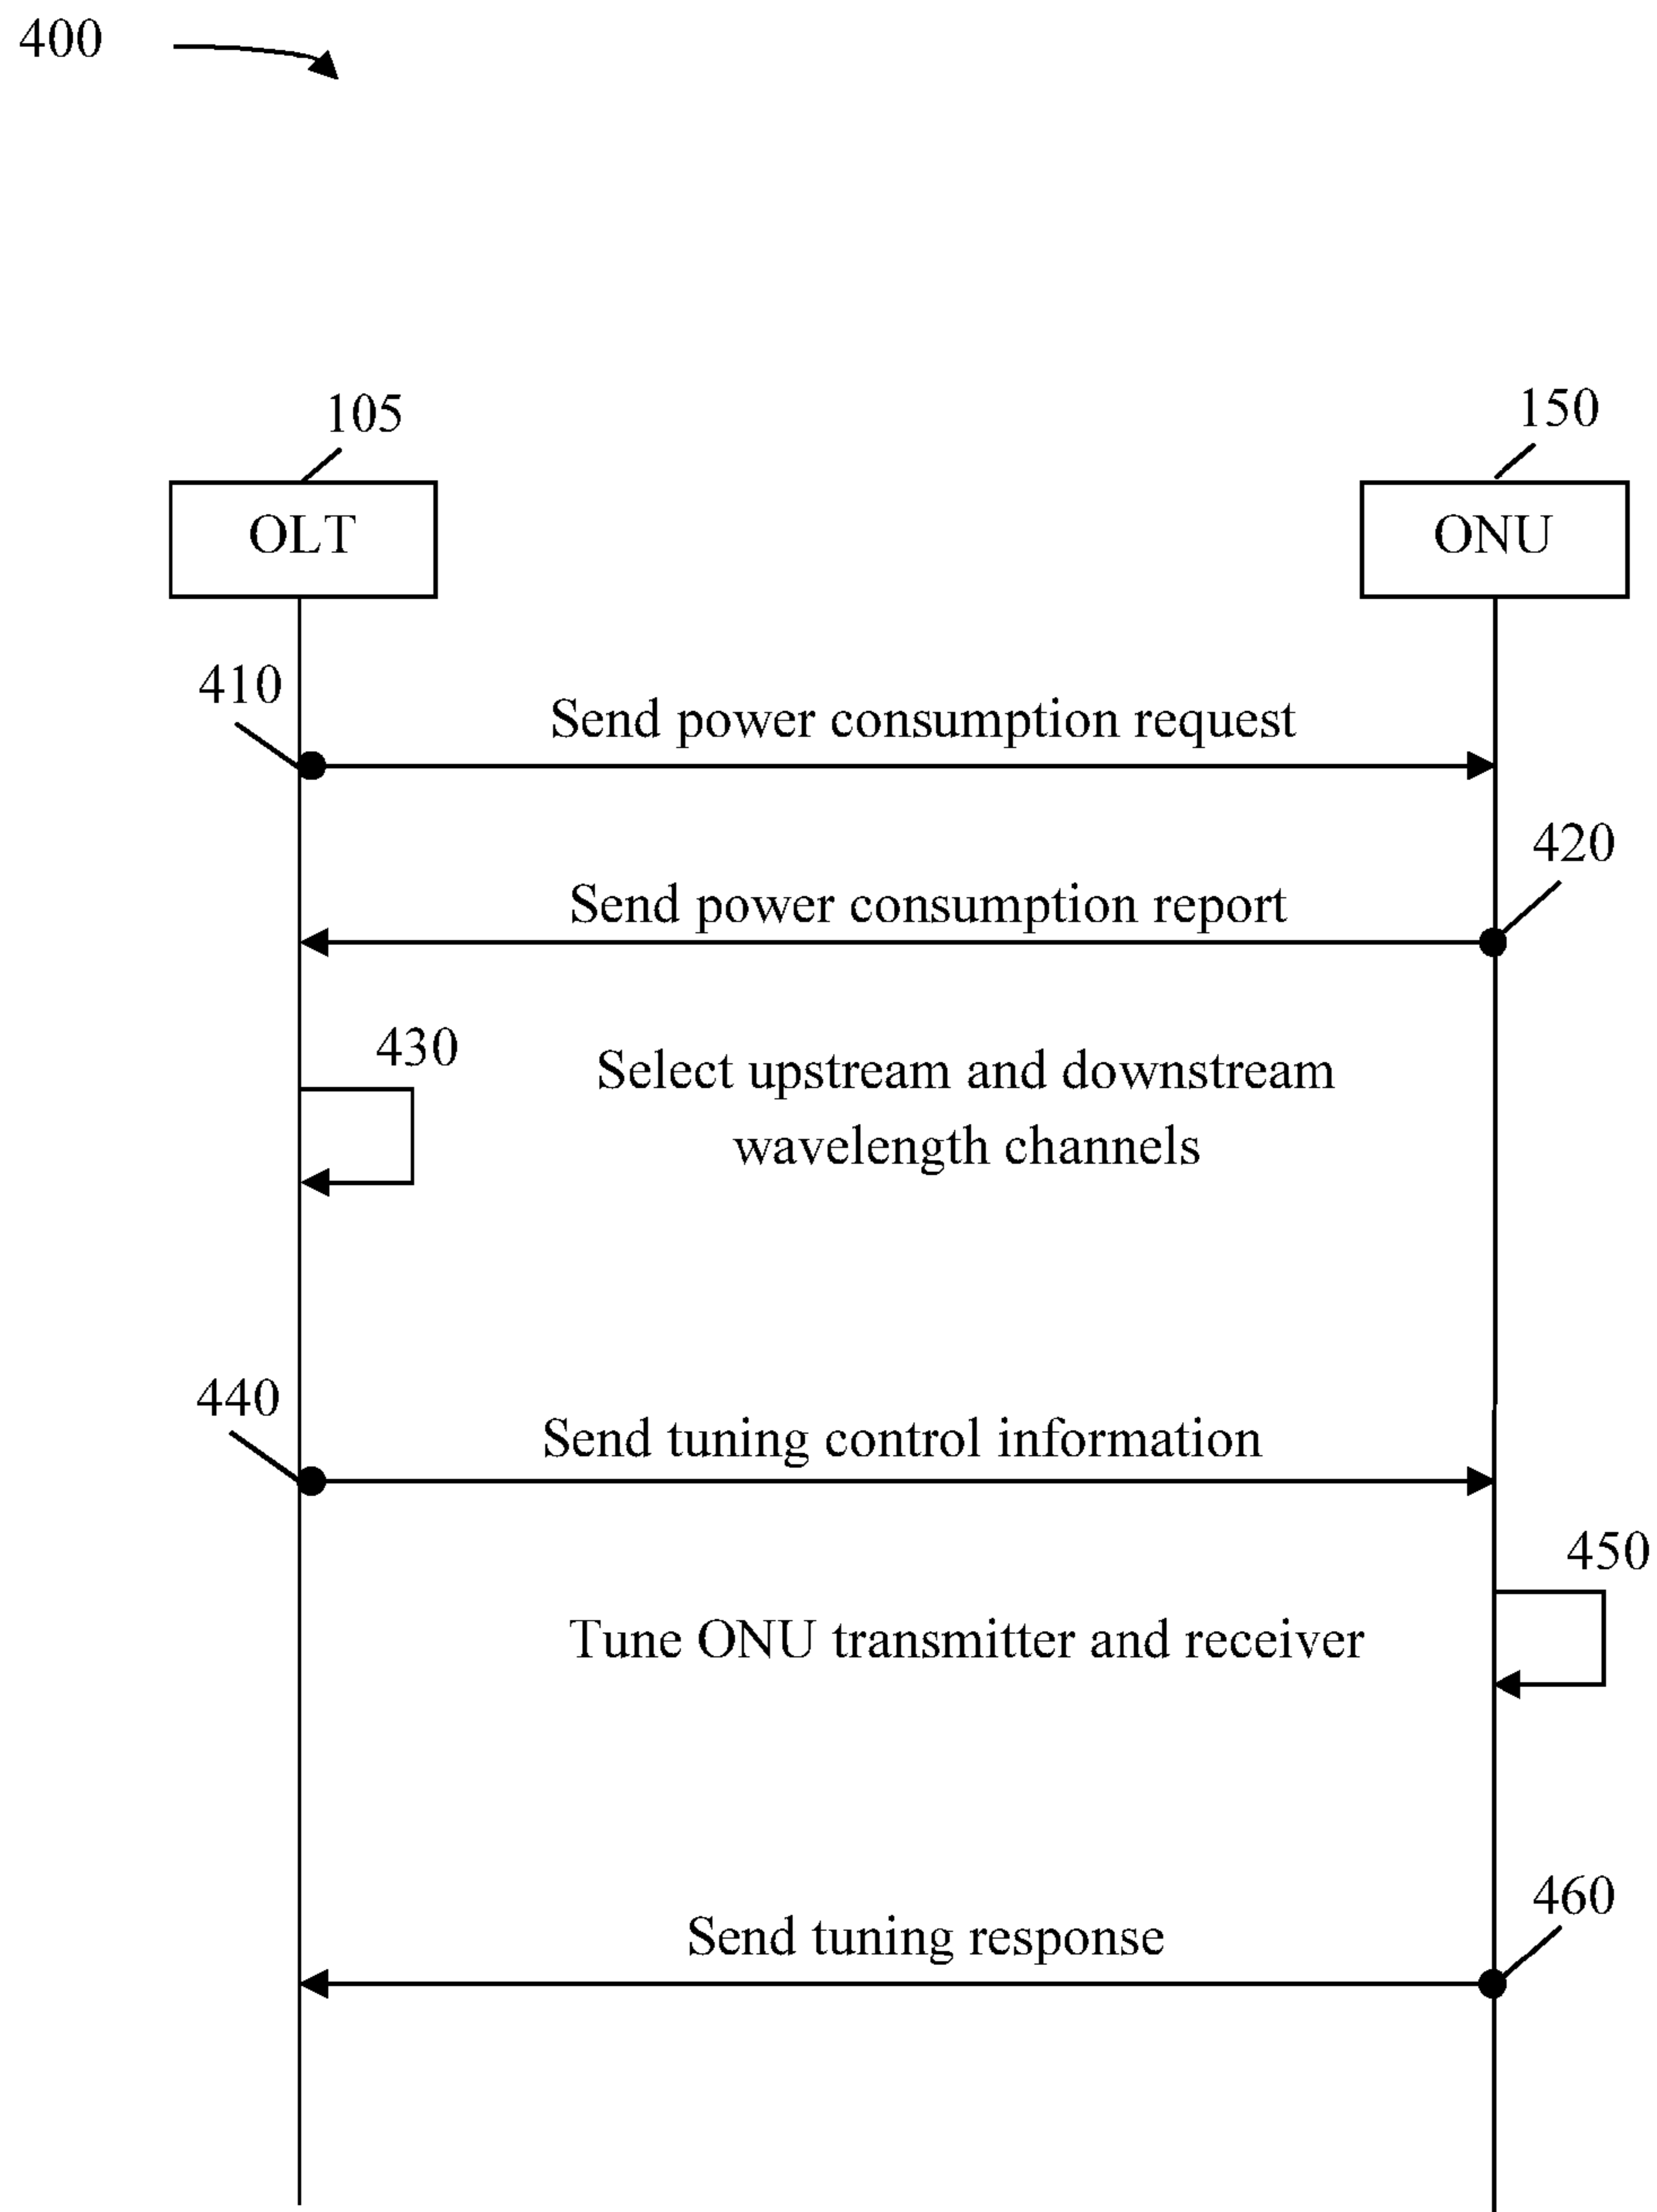 400
105
150
OLT
ONU
410
Send power consumption request
420
Send power consumption report
430
Select upstream and downstream
wavelength channels
440
Send tuning control information
450
Tune ONU transmitter and receiver
460
Send tuning response